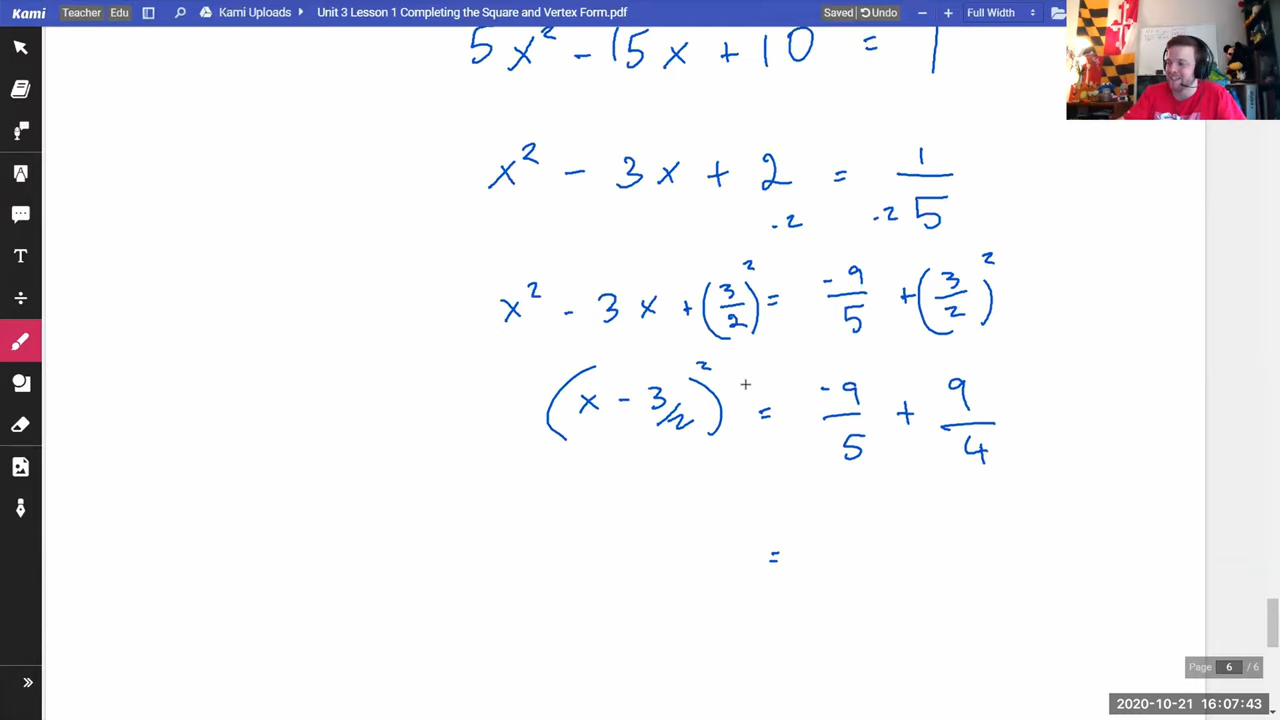 Kami Teacher Edu Kami Uploads Unit 3 Lesson 1 Completing the Square and Vertex Form.pdf Saved Undo − + Full Width
5x² - 15x + 10 = 1
x² - 3x + 2 = 1/5
-2 -2
x² - 3x + (3/2)² = -9/5 + (3/2)²
(x - 3/2)² = -9/5 + 9/4
=
Page 6 / 6
2020-10-21 16:07:43